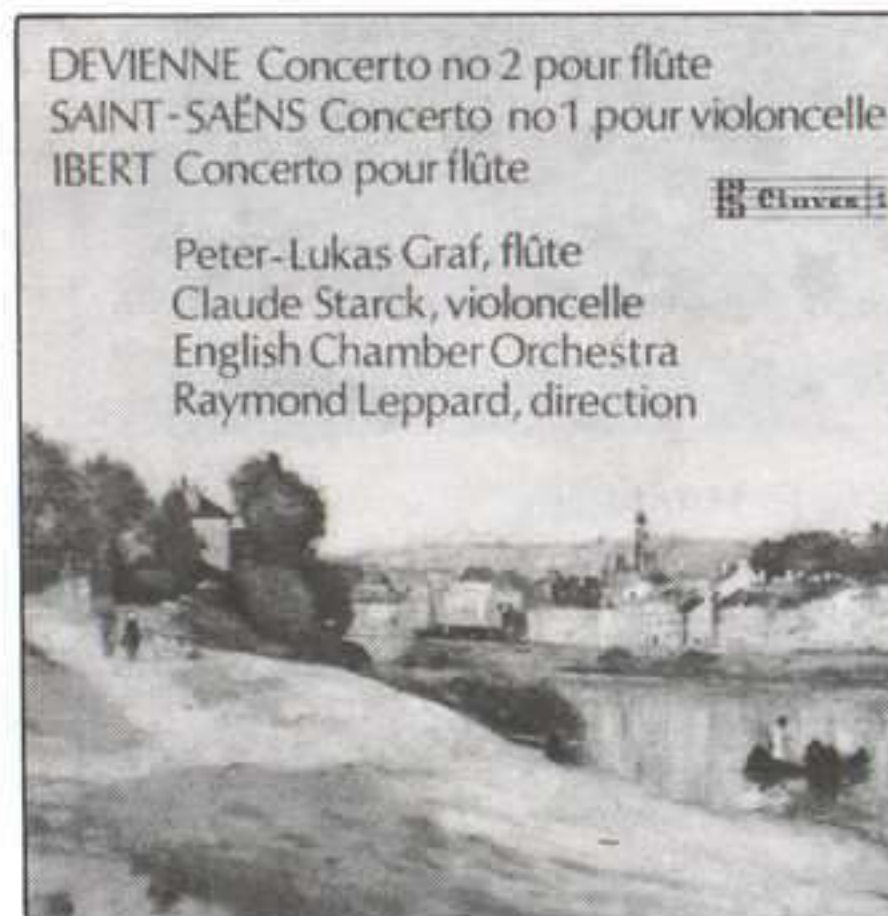 DEVIENNE Concerto no 2 pour flûte
SAINT-SAËNS Concerto no 1 pour violoncelle
IBERT Concerto pour flûte
Claves
Peter-Lukas Graf, flûte
Claude Starck, violoncelle
English Chamber Orchestra
Raymond Leppard, direction